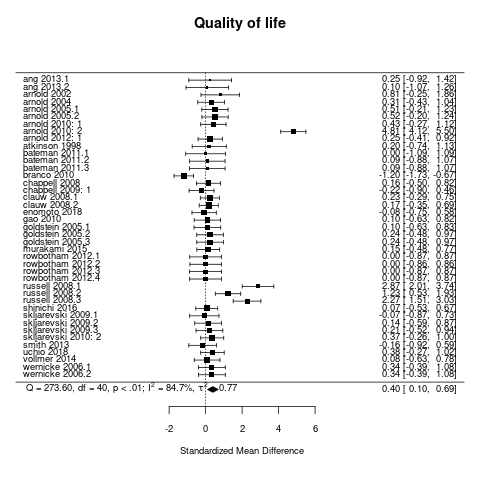 Quality of life
ang 2013.1 0.25 [-0.92, 1.42]
ang 2013.2 0.10 [-1.07, 1.26]
arnold 2002 0.81 [-0.25, 1.86]
arnold 2004 0.31 [-0.43, 1.04]
arnold 2005.1 0.51 [-0.21, 1.23]
arnold 2005.2 0.52 [-0.20, 1.24]
arnold 2010: 1 0.43 [-0.27, 1.12]
arnold 2010: 2 4.81 [ 4.12, 5.50]
arnold 2012: 1 0.25 [-0.41, 0.92]
atkinson 1998 0.20 [-0.74, 1.13]
bateman 2011.1 0.00 [-1.09, 1.09]
bateman 2011.2 0.09 [-0.88, 1.07]
bateman 2011.3 0.09 [-0.88, 1.07]
branco 2010 -1.20 [-1.73, -0.67]
chappell 2008 0.16 [-0.50, 0.82]
chappell 2009: 1 -0.22 [-0.90, 0.46]
clauw 2008.1 0.23 [-0.29, 0.75]
clauw 2008.2 0.17 [-0.35, 0.69]
enomoto 2018 -0.08 [-0.75, 0.58]
gao 2010 0.10 [-0.63, 0.82]
goldstein 2005.1 0.10 [-0.63, 0.83]
goldstein 2005.2 0.24 [-0.48, 0.97]
goldstein 2005.3 0.24 [-0.48, 0.97]
murakami 2015 0.15 [-0.48, 0.77]
rowbotham 2012.1 0.00 [-0.87, 0.87]
rowbotham 2012.2 0.00 [-0.86, 0.86]
rowbotham 2012.3 0.00 [-0.87, 0.87]
rowbotham 2012.4 0.00 [-0.87, 0.87]
russell 2008.1 2.87 [ 2.01, 3.74]
russell 2008.2 1.23 [ 0.53, 1.93]
russell 2008.3 2.27 [ 1.51, 3.03]
shinichi 2016 0.07 [-0.53, 0.67]
skljarevski 2009.1 -0.07 [-0.87, 0.73]
skljarevski 2009.2 0.14 [-0.59, 0.87]
skljarevski 2009.3 0.21 [-0.52, 0.94]
skljarevski 2010: 2 0.37 [-0.26, 1.00]
smith 2013 -0.16 [-0.92, 0.59]
uchio 2018 0.38 [-0.27, 1.02]
vollmer 2014 0.08 [-0.63, 0.78]
wernicke 2006.1 0.34 [-0.39, 1.08]
wernicke 2006.2 0.34 [-0.39, 1.08]
Q = 273.60, df = 40, p < .01; I² = 84.7%, τ 0.77 0.40 [ 0.10, 0.69]
-2 0 2 4 6
Standardized Mean Difference